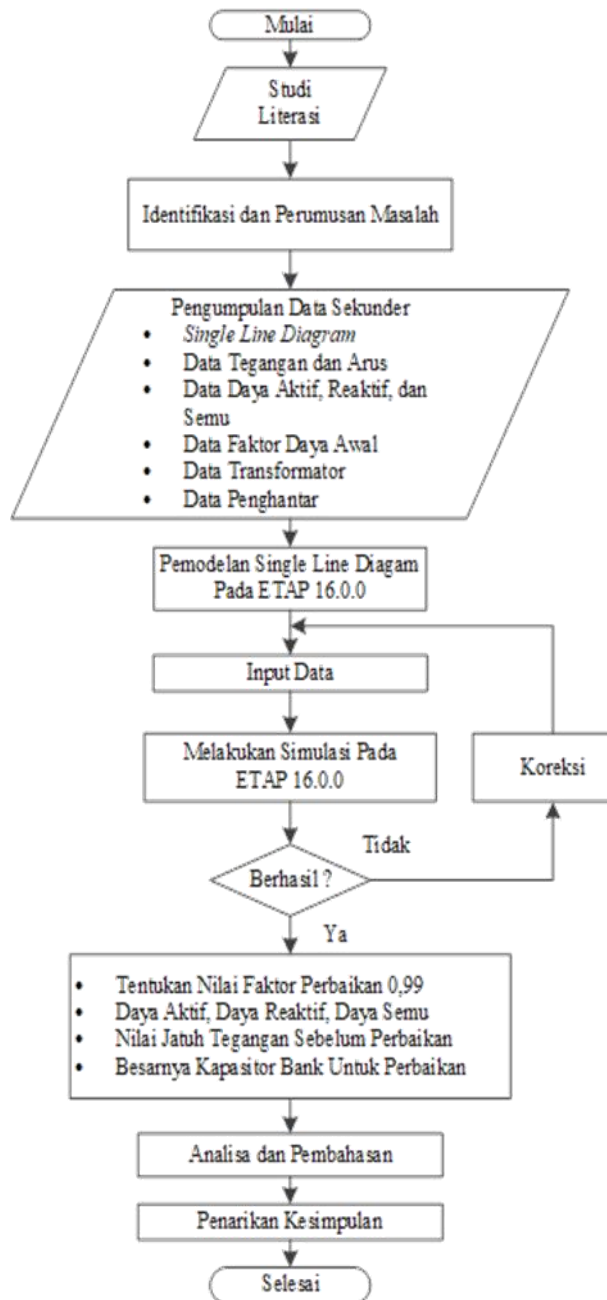 Mulai
Studi
Literasi
Identifikasi dan Perumusan Masalah
Pengumpulan Data Sekunder
• Single Line Diagram
• Data Tegangan dan Arus
• Data Daya Aktif, Reaktif, dan
Semu
• Data Faktor Daya Awal
• Data Transformator
• Data Penghantar
Pemodelan Single Line Diagam
Pada ETAP 16.0.0
Input Data
Melakukan Simulasi Pada
ETAP 16.0.0
Koreksi
Tidak
Berhasil ?
Ya
• Tentukan Nilai Faktor Perbaikan 0,99
• Daya Aktif, Daya Reaktif, Daya Semu
• Nilai Jatuh Tegangan Sebelum Perbaikan
• Besarnya Kapasitor Bank Untuk Perbaikan
Analisa dan Pembahasan
Penarikan Kesimpulan
Selesai